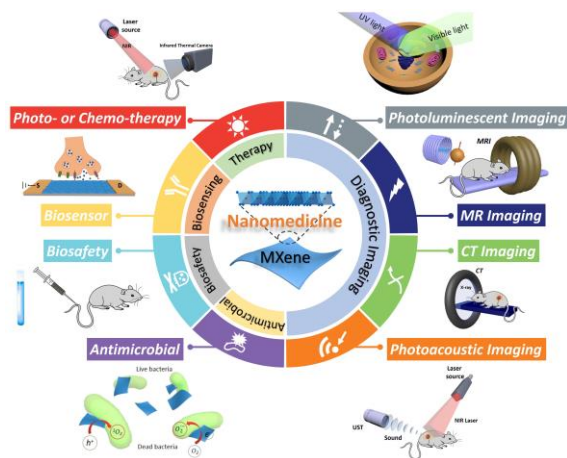 Laser
source
NIR
Infrared Thermal Camera
UV light
Visible light
Photo- or Chemo-therapy
Photoluminescent Imaging
Therapy
MRI
S
D
Biosensing
Diagnostic Imaging
Nanomedicine
MXene
Biosensor
MR Imaging
Biosafety
Biosafety
CT Imaging
CT
X-ray
Antimicrobial
Antimicrobial
Photoacoustic Imaging
Live bacteria
Dead bacteria
h⁺
O₂
Laser
source
NIR Laser
UST
Sound